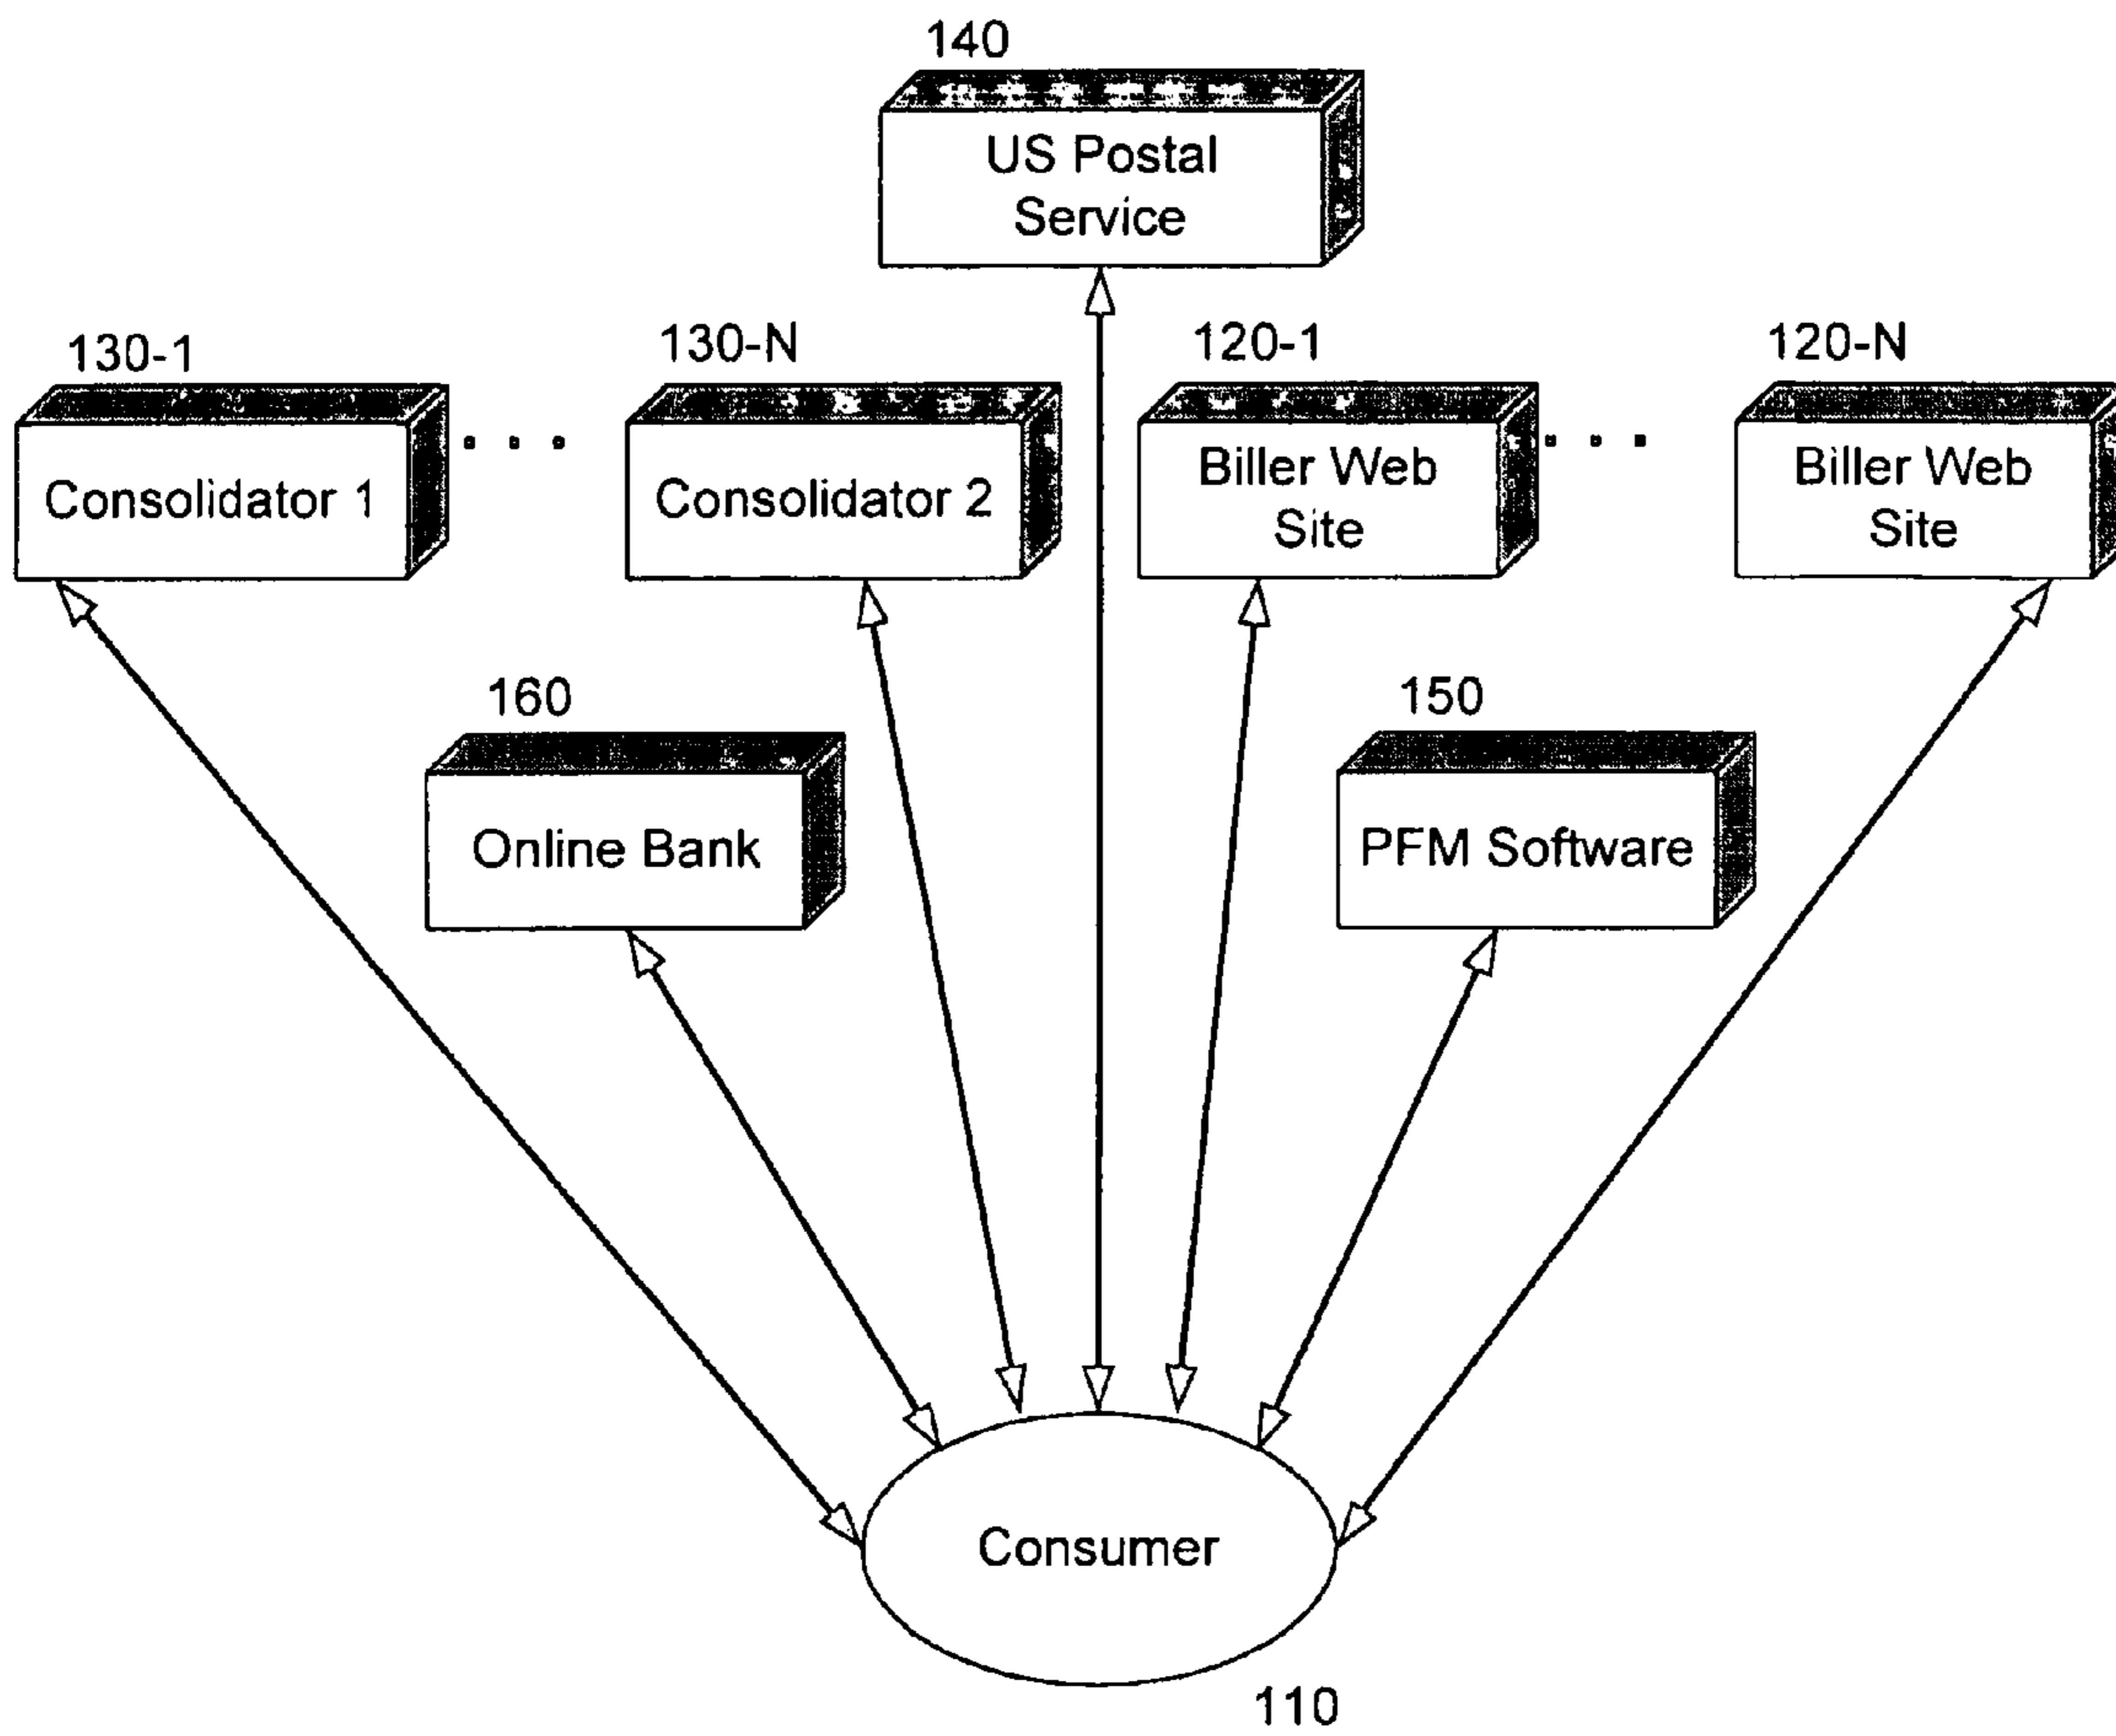 140
US Postal
Service
130-1
130-N
120-1
120-N
Consolidator 1
Consolidator 2
Biller Web
Site
Biller Web
Site
160
150
Online Bank
PFM Software
Consumer
110